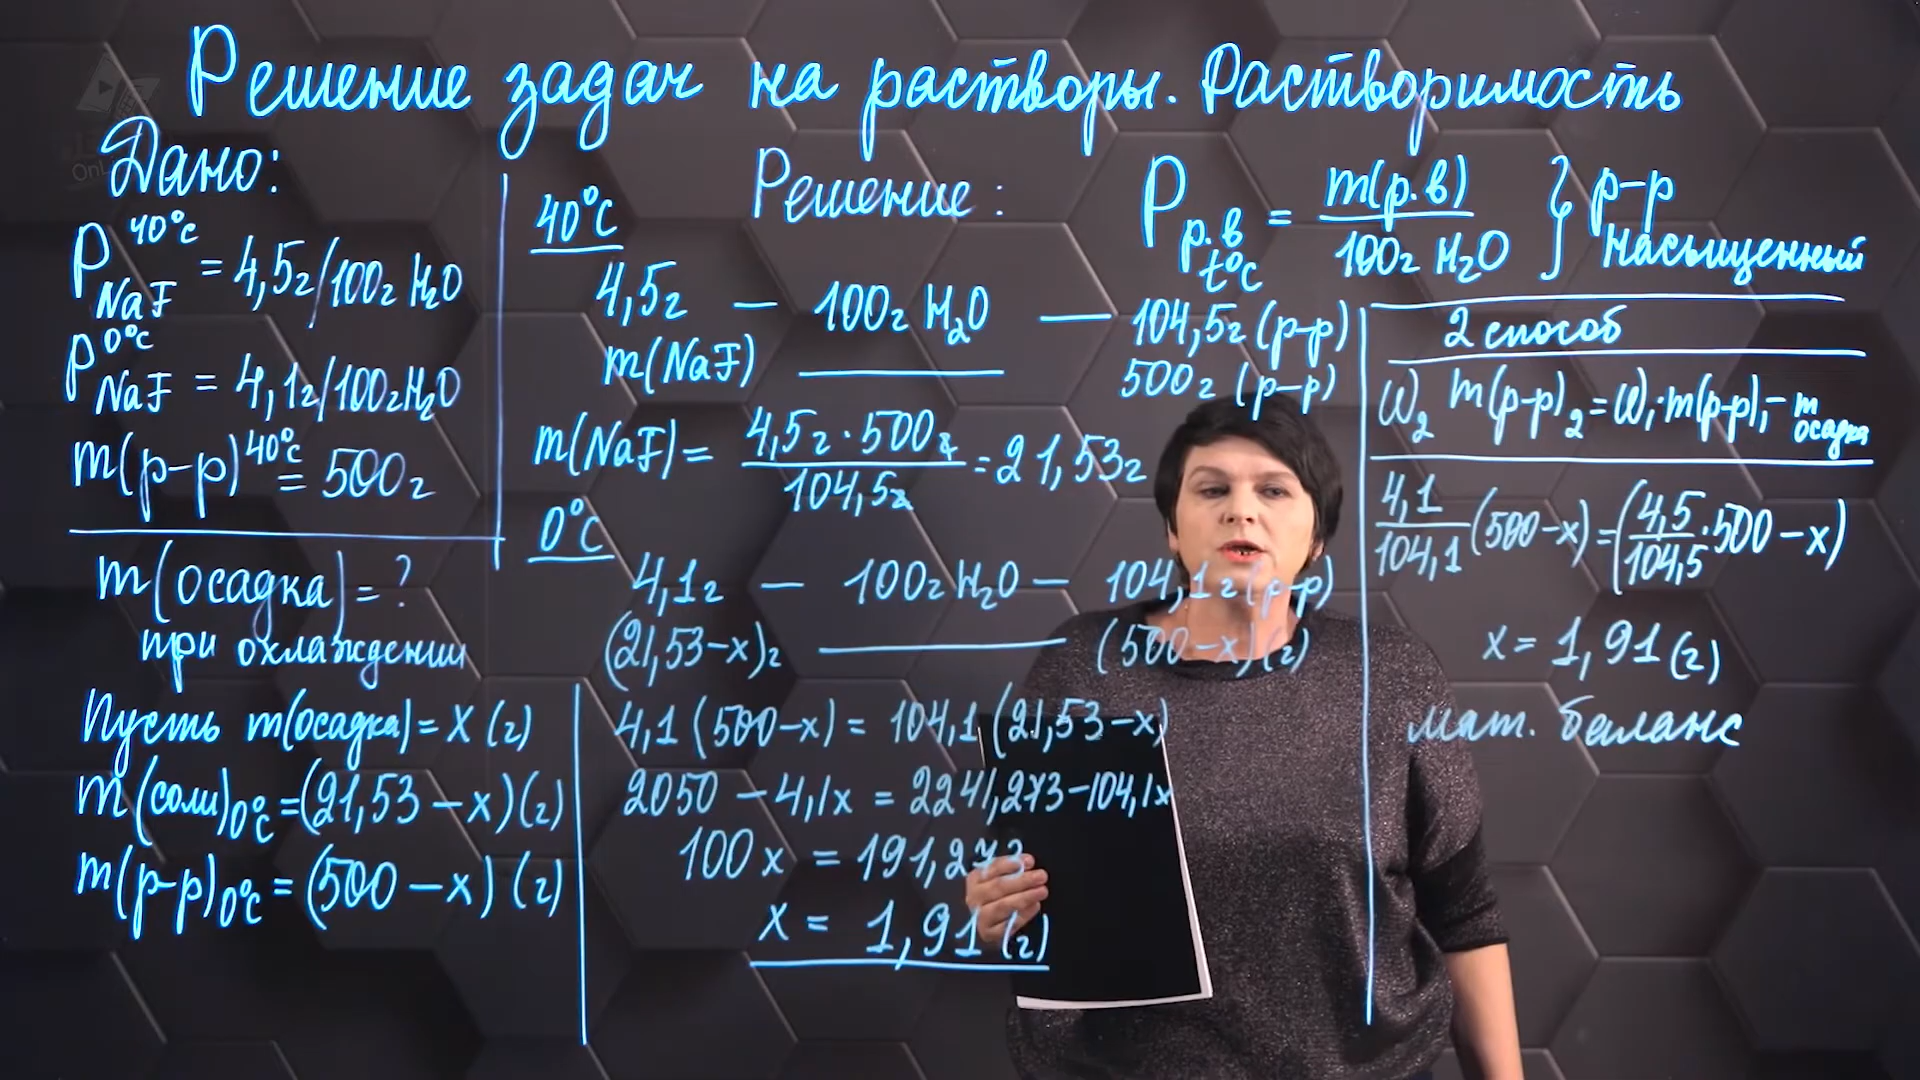 Решение задач на растворы. Растворимость
Дано:
P NaF 40°C = 4,5г/100г H₂O
P NaF 0°C = 4,1г/100г H₂O
m(р-р) 40°C = 500г
m(осадка) = ?
при охлаждении
Пусть m(осадка) = x (г)
m(соли)0°C = (21,53 - x) (г)
m(р-р)0°C = (500 - x) (г)
Решение:
40°C
4,5г — 100г H₂O — 104,5г (р-р)
m(NaF) — 500г (р-р)
m(NaF) = 4,5г · 500г / 104,5г = 21,53г
0°C
4,1г — 100г H₂O — 104,1г (р-р)
(21,53 - x)г — (500 - x) (г)
4,1 (500 - x) = 104,1 (21,53 - x)
2050 - 4,1x = 2241,273 - 104,1x
100x = 191,273
x = 1,91 (г)
P р.в t°C = m(р.в) / 100г H₂O } р-р насыщенный
2 способ
ω₂ m(р-р)₂ = ω₁·m(р-р)₁ - m осадка
4,1/104,1 (500 - x) = (4,5/104,5 · 500 - x)
x = 1,91 (г)
мат. баланс